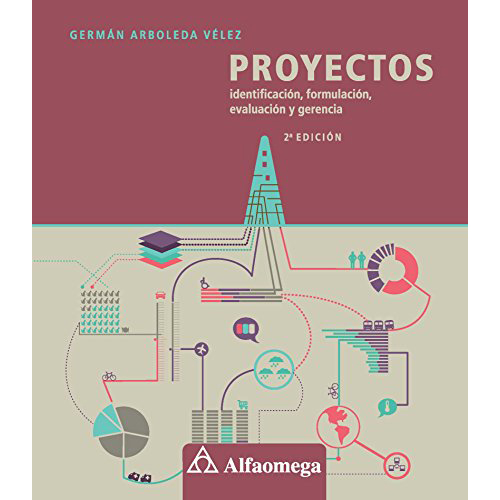 GERMÁN ARBOLEDA VÉLEZ
PROYECTOS
identificación, formulación,
evaluación y gerencia
2ª EDICIÓN
Alfaomega